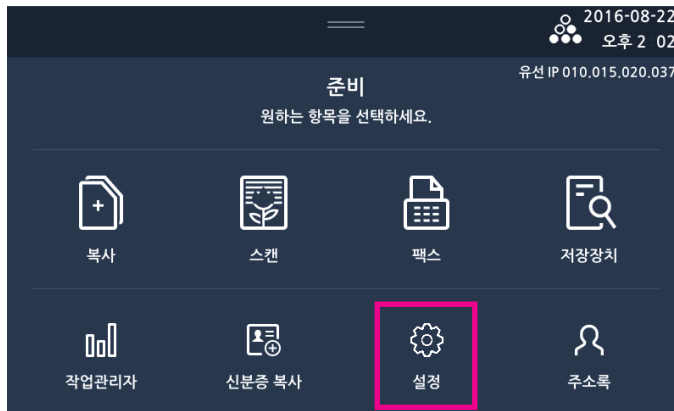 2016-08-22
오후 2 02
유선 IP 010.015.020.037
준비
원하는 항목을 선택하세요.
복사 스캔 팩스 저장장치
작업관리자 신분증 복사 설정 주소록